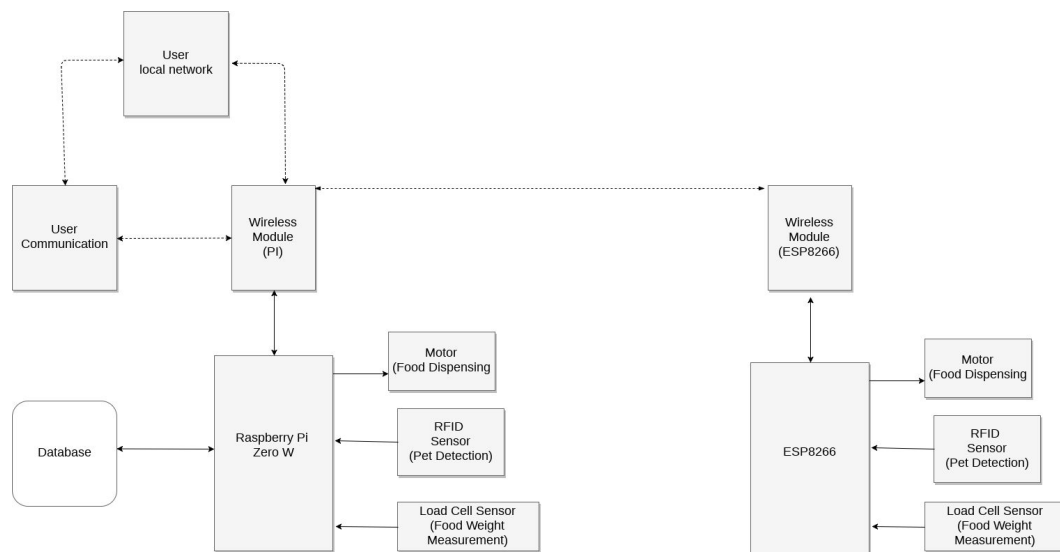 User
local network
User
Communication
Wireless
Module
(PI)
Wireless
Module
(ESP8266)
Motor
(Food Dispensing
Motor
(Food Dispensing
Database
Raspberry Pi
Zero W
RFID
Sensor
(Pet Detection)
ESP8266
RFID
Sensor
(Pet Detection)
Load Cell Sensor
(Food Weight
Measurement)
Load Cell Sensor
(Food Weight
Measurement)